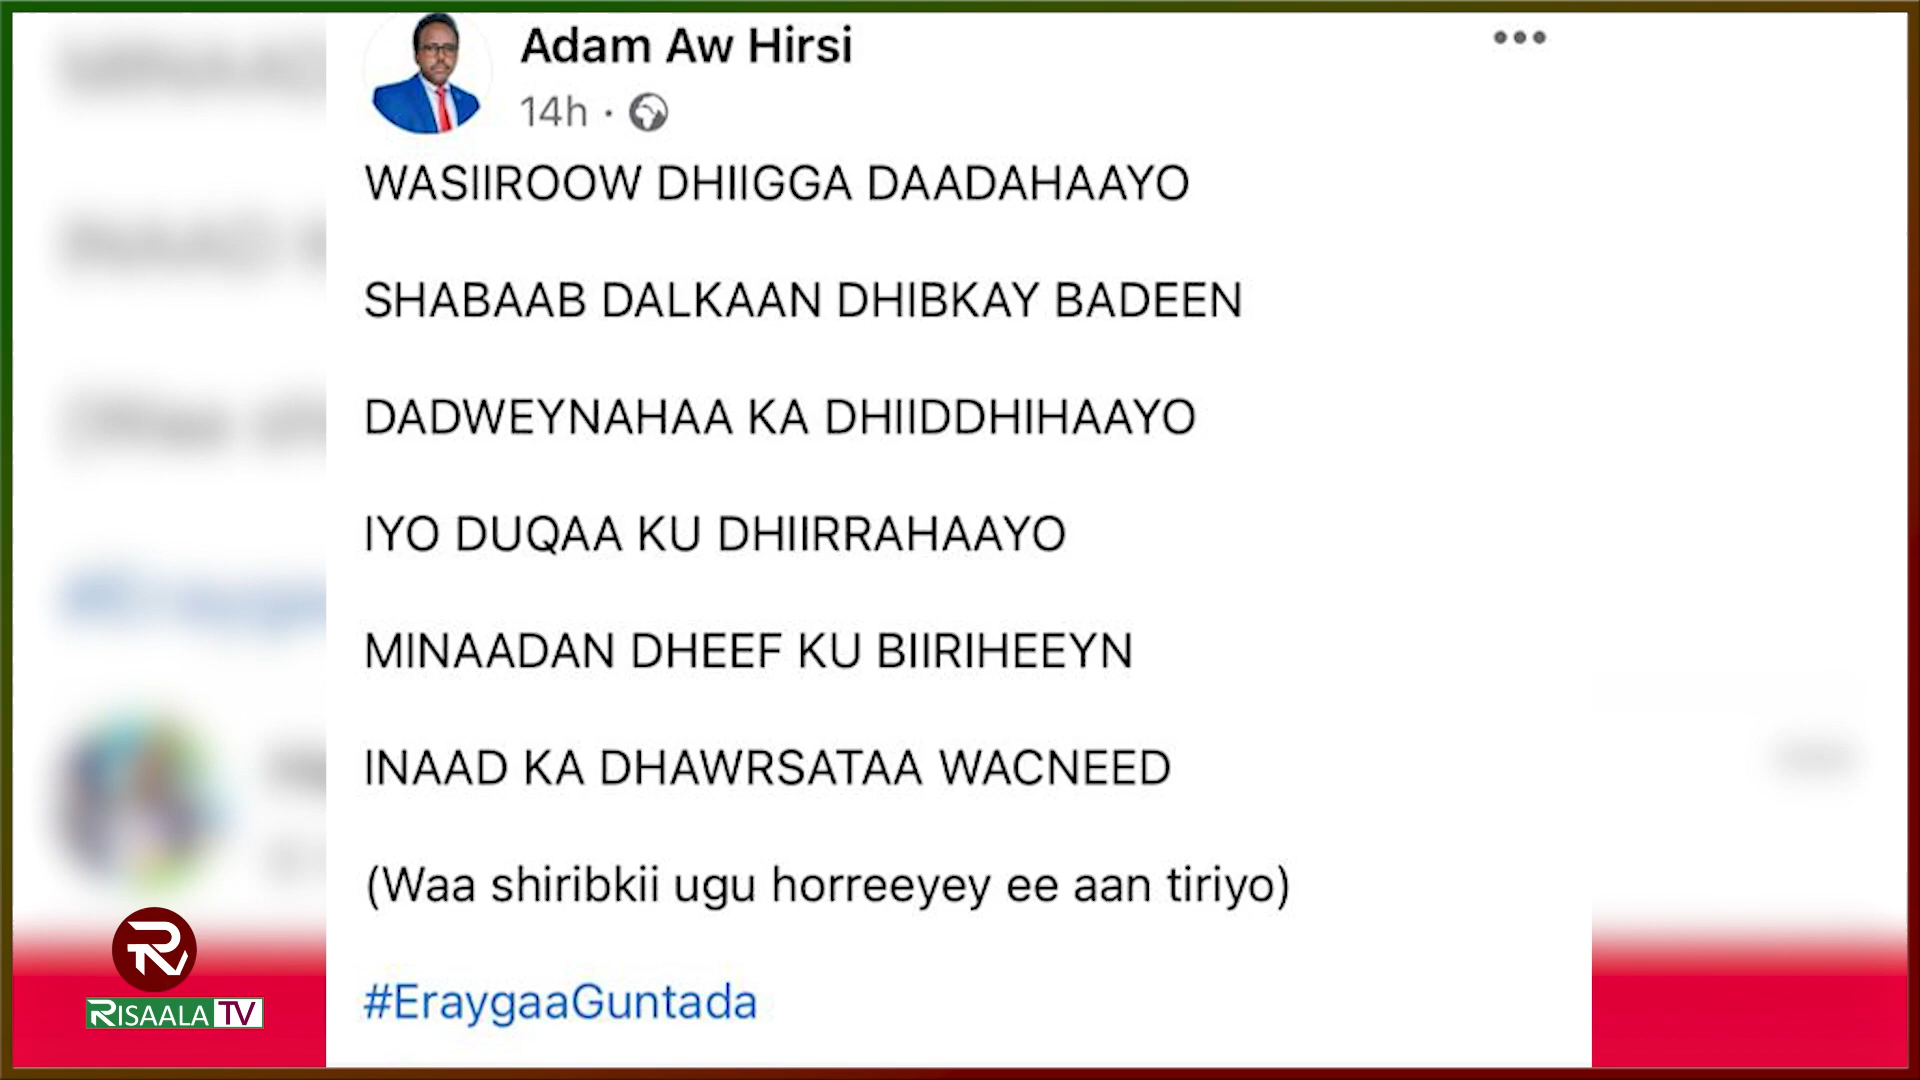 Adam Aw Hirsi
14h ·
WASIIROOW DHIIGGA DAADAHAAYO
SHABAAB DALKAAN DHIBKAY BADEEN
DADWEYNAHAA KA DHIIDDHIHAAYO
IYO DUQAA KU DHIIRRAHAAYO
MINAADAN DHEEF KU BIIRIHEEYN
INAAD KA DHAWRSATAA WACNEED
(Waa shiribkii ugu horreeyey ee aan tiriyo)
#EraygaaGuntada
RISAALA TV